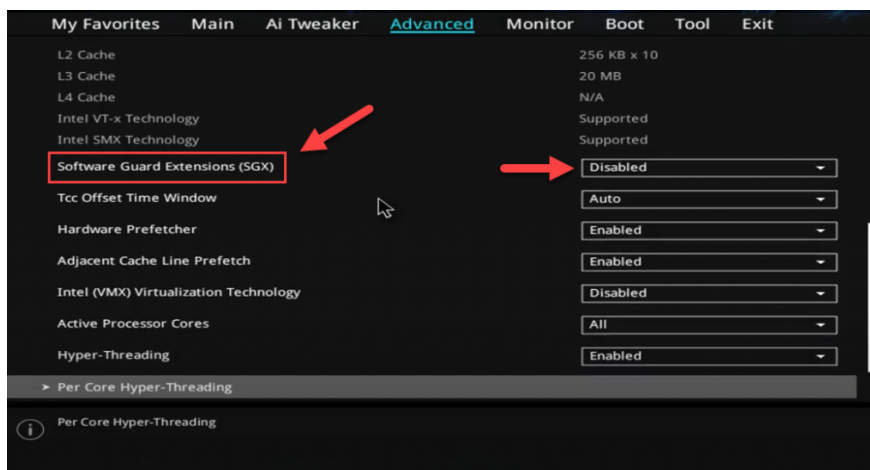 My Favorites Main Ai Tweaker Advanced Monitor Boot Tool Exit
L2 Cache 256 KB x 10
L3 Cache 20 MB
L4 Cache N/A
Intel VT-x Technology Supported
Intel SMX Technology Supported
Software Guard Extensions (SGX) Disabled
Tcc Offset Time Window Auto
Hardware Prefetcher Enabled
Adjacent Cache Line Prefetch Enabled
Intel (VMX) Virtualization Technology Disabled
Active Processor Cores All
Hyper-Threading Enabled
> Per Core Hyper-Threading
i Per Core Hyper-Threading